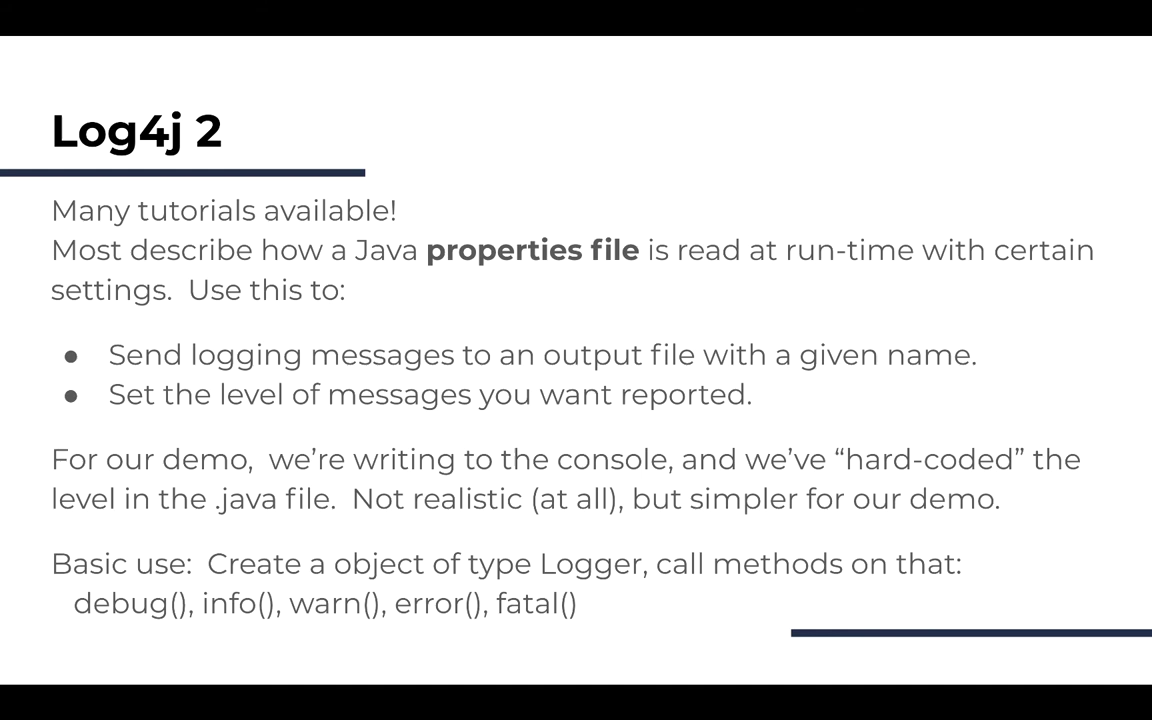 Log4j 2
Many tutorials available!
Most describe how a Java properties file is read at run-time with certain
settings.  Use this to:
● Send logging messages to an output file with a given name.
● Set the level of messages you want reported.
For our demo,  we’re writing to the console, and we’ve “hard-coded” the
level in the .java file.  Not realistic (at all), but simpler for our demo.
Basic use:  Create a object of type Logger, call methods on that:
debug(), info(), warn(), error(), fatal()